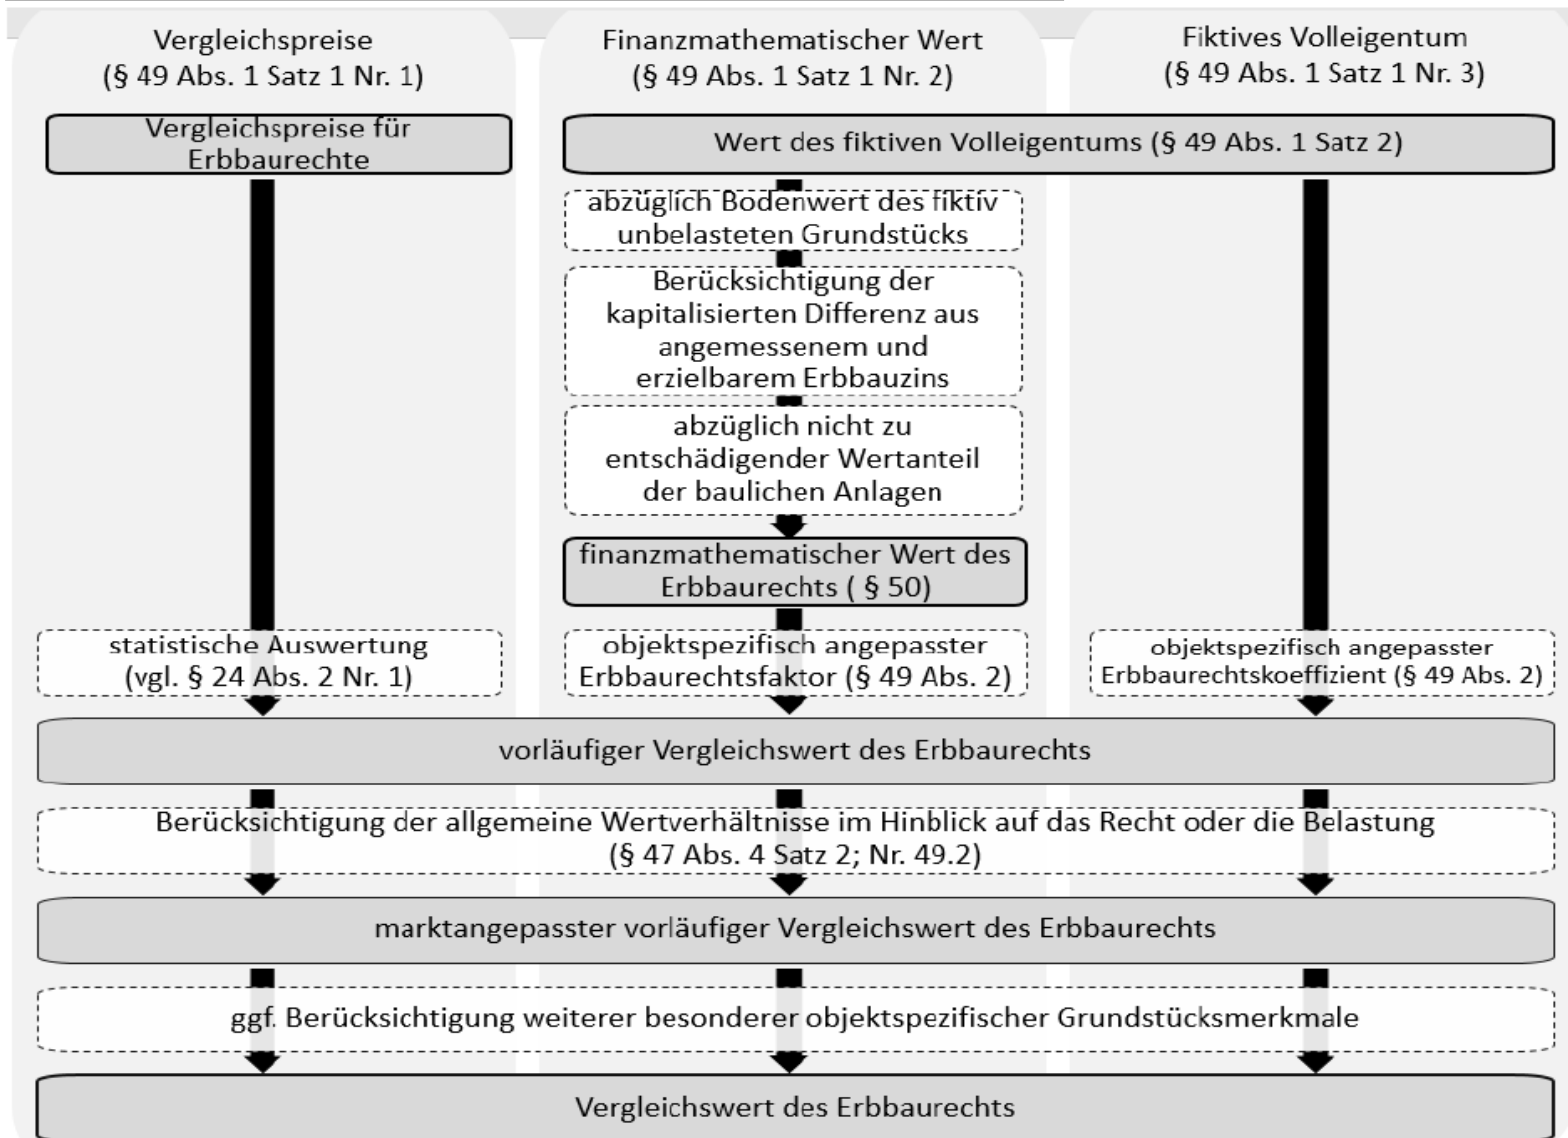 Vergleichspreise
(§ 49 Abs. 1 Satz 1 Nr. 1)
Finanzmathematischer Wert
(§ 49 Abs. 1 Satz 1 Nr. 2)
Fiktives Volleigentum
(§ 49 Abs. 1 Satz 1 Nr. 3)
Vergleichspreise für
Erbbaurechte
Wert des fiktiven Volleigentums (§ 49 Abs. 1 Satz 2)
abzüglich Bodenwert des fiktiv
unbelasteten Grundstücks
Berücksichtigung der
kapitalisierten Differenz aus
angemessenem und
erzielbarem Erbbauzins
abzüglich nicht zu
entschädigender Wertanteil
der baulichen Anlagen
finanzmathematischer Wert des
Erbbaurechts ( § 50)
statistische Auswertung
(vgl. § 24 Abs. 2 Nr. 1)
objektspezifisch angepasster
Erbbaurechtsfaktor (§ 49 Abs. 2)
objektspezifisch angepasster
Erbbaurechtskoeffizient (§ 49 Abs. 2)
vorläufiger Vergleichswert des Erbbaurechts
Berücksichtigung der allgemeine Wertverhältnisse im Hinblick auf das Recht oder die Belastung
(§ 47 Abs. 4 Satz 2; Nr. 49.2)
marktangepasster vorläufiger Vergleichswert des Erbbaurechts
ggf. Berücksichtigung weiterer besonderer objektspezifischer Grundstücksmerkmale
Vergleichswert des Erbbaurechts